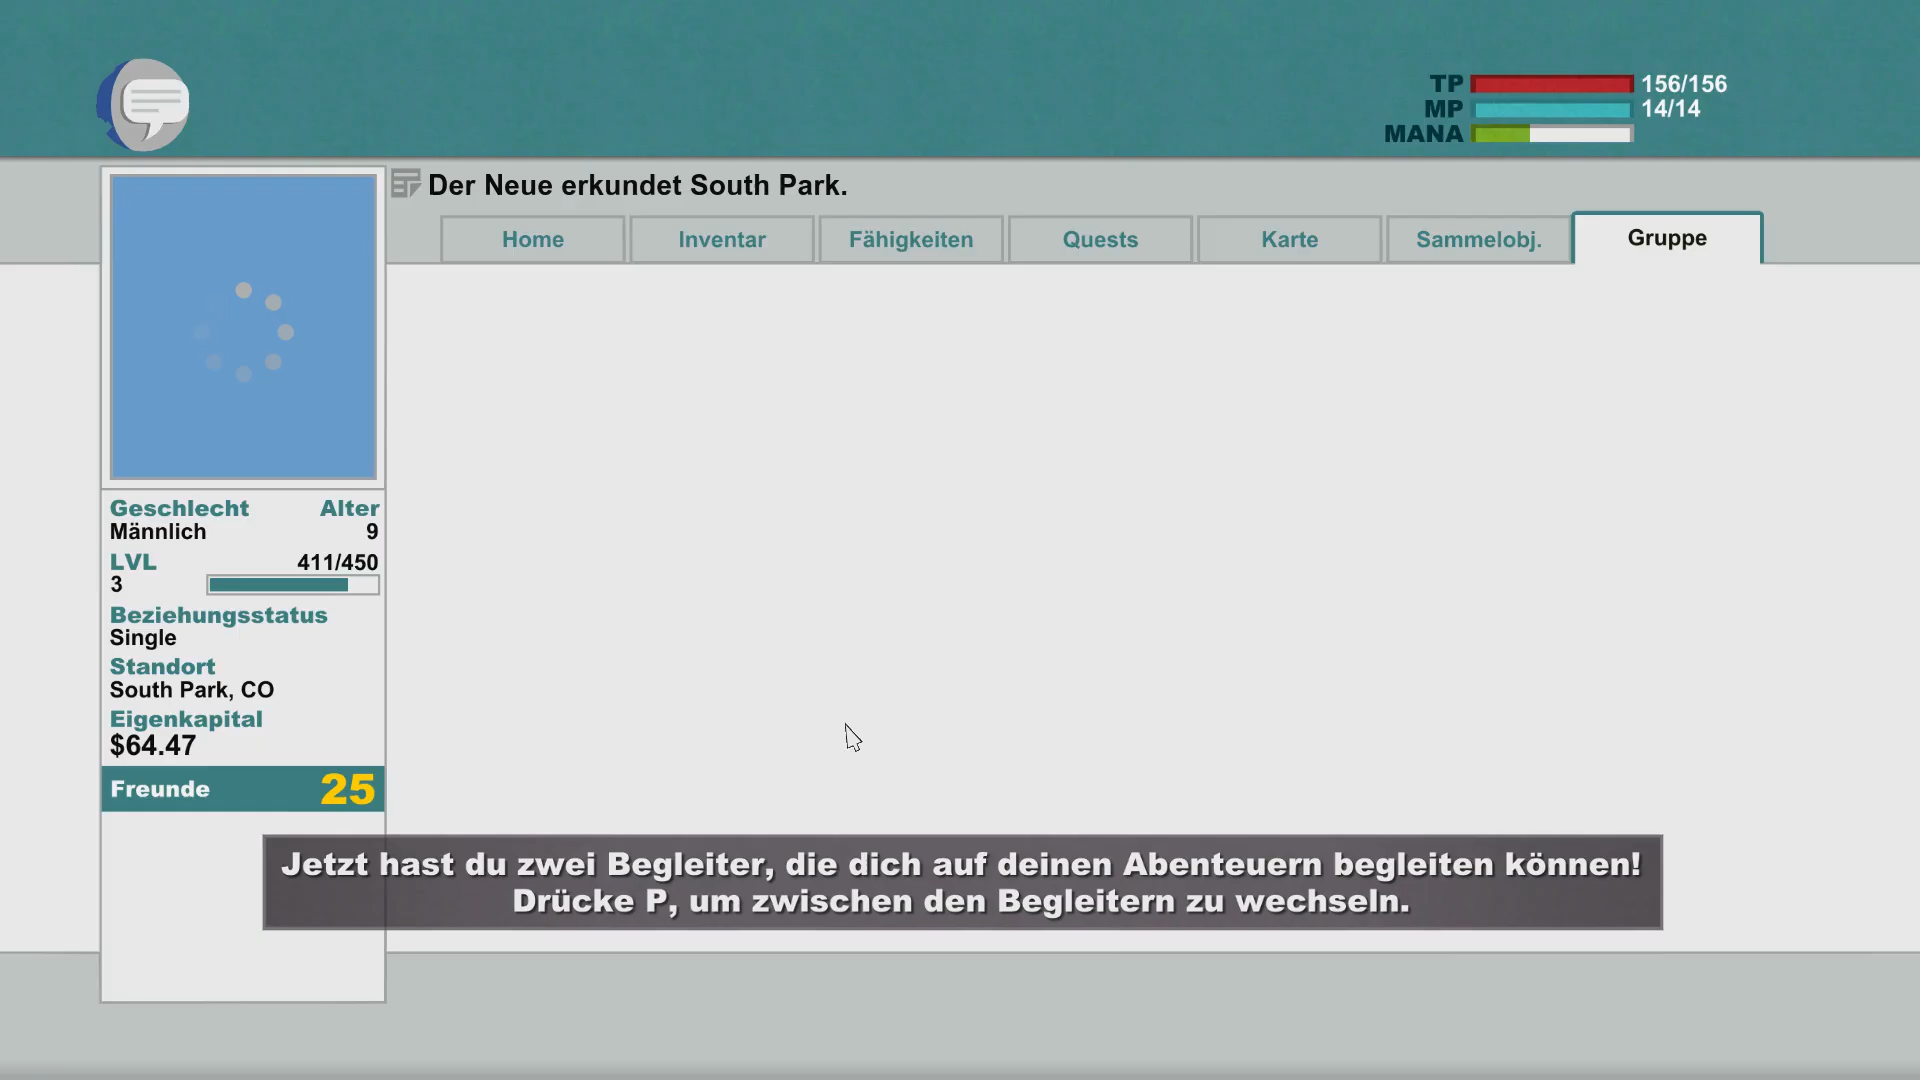 TP 156/156
MP 14/14
MANA
Der Neue erkundet South Park.
Home Inventar Fähigkeiten Quests Karte Sammelobj. Gruppe
Geschlecht Alter
Männlich 9
LVL 411/450
3
Beziehungsstatus
Single
Standort
South Park, CO
Eigenkapital
$64.47
Freunde 25
Jetzt hast du zwei Begleiter, die dich auf deinen Abenteuern begleiten können!
Drücke P, um zwischen den Begleitern zu wechseln.